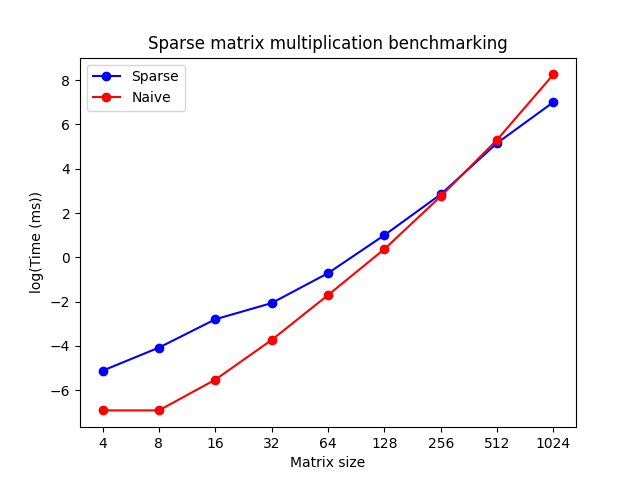 Sparse matrix multiplication benchmarking
Sparse
Naive
log(Time (ms))
8
6
4
2
0
−2
−4
−6
4 8 16 32 64 128 256 512 1024
Matrix size